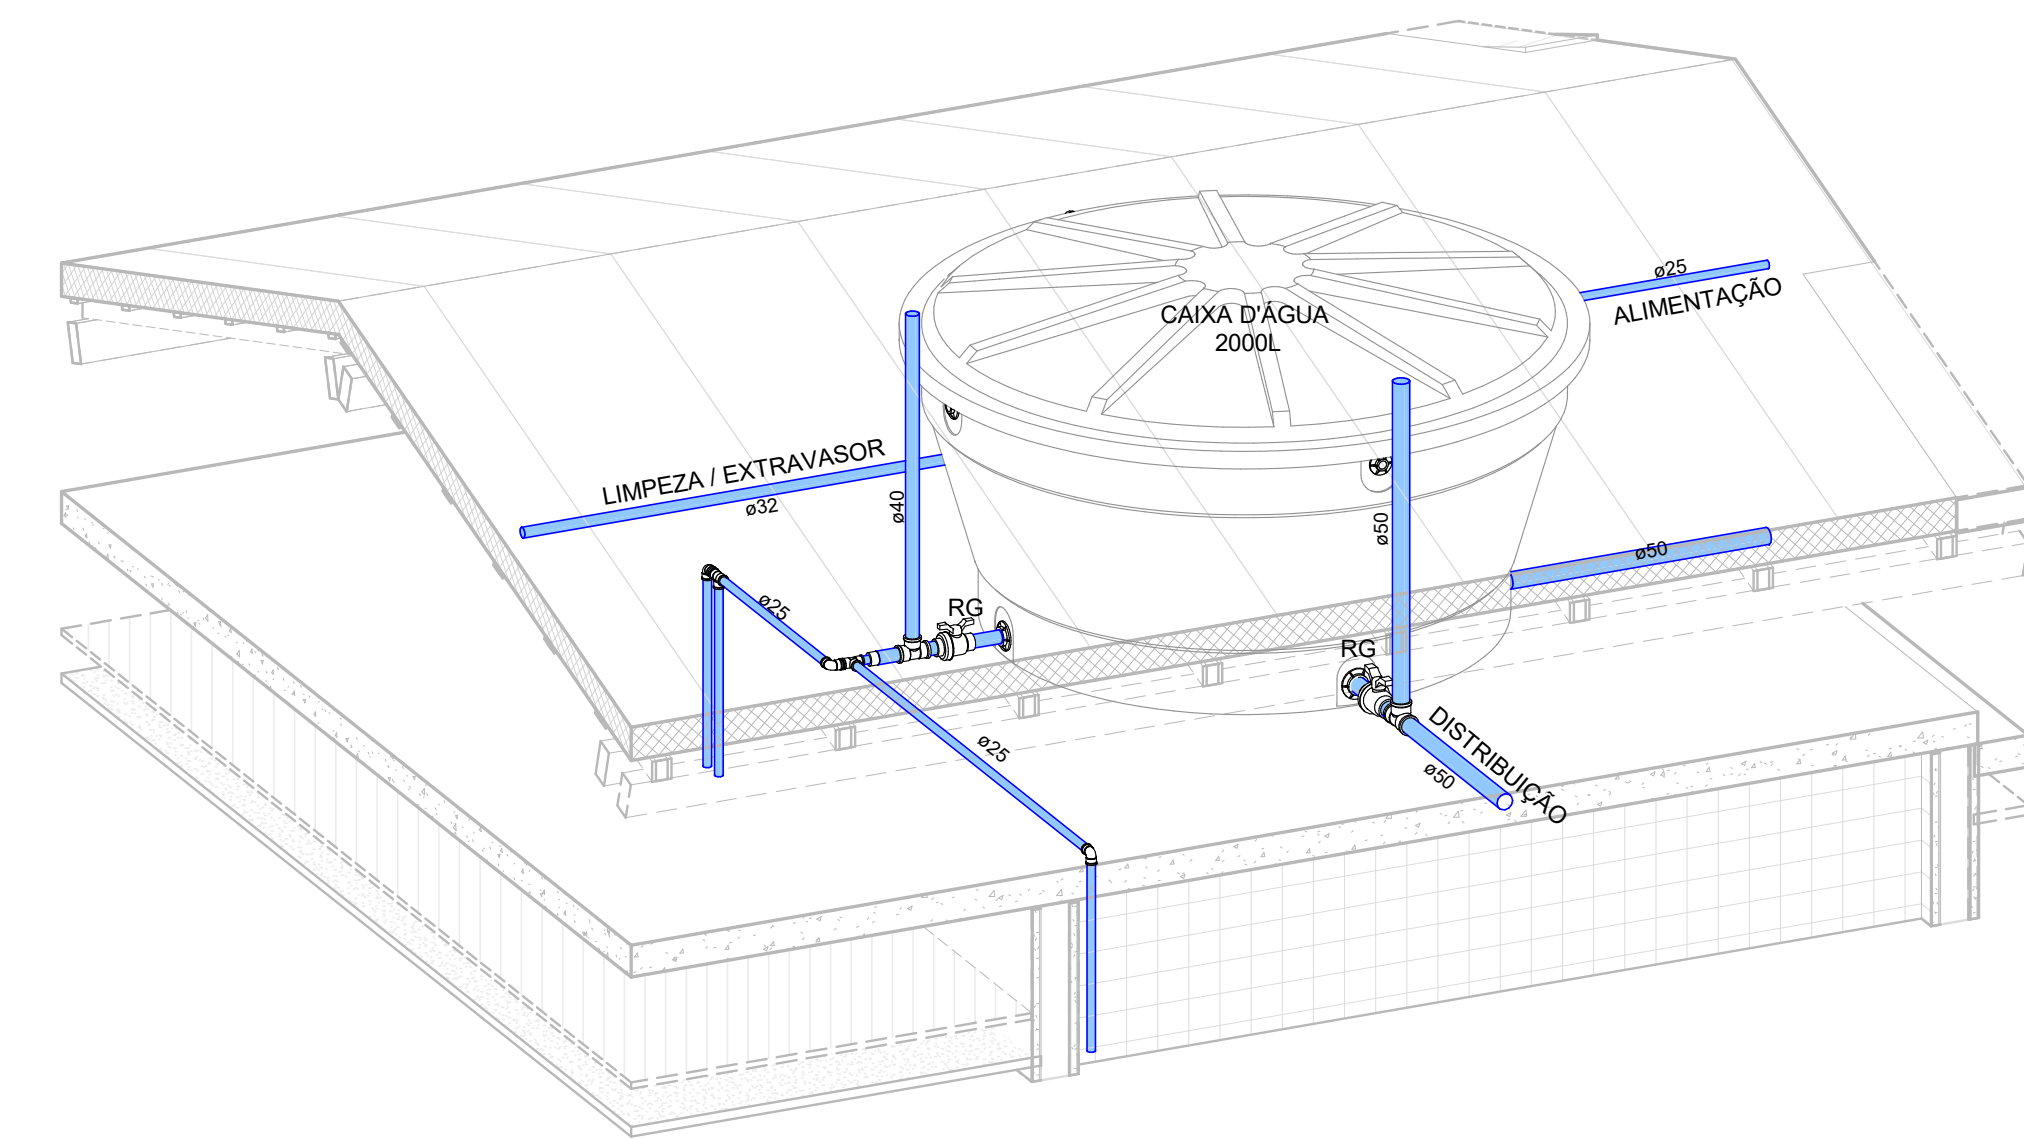 ø25
ALIMENTAÇÃO
CAIXA D'ÁGUA
2000L
LIMPEZA / EXTRAVASOR
ø32
ø40
ø50
ø50
ø25
RG
RG
ø25
DISTRIBUIÇÃO
ø50